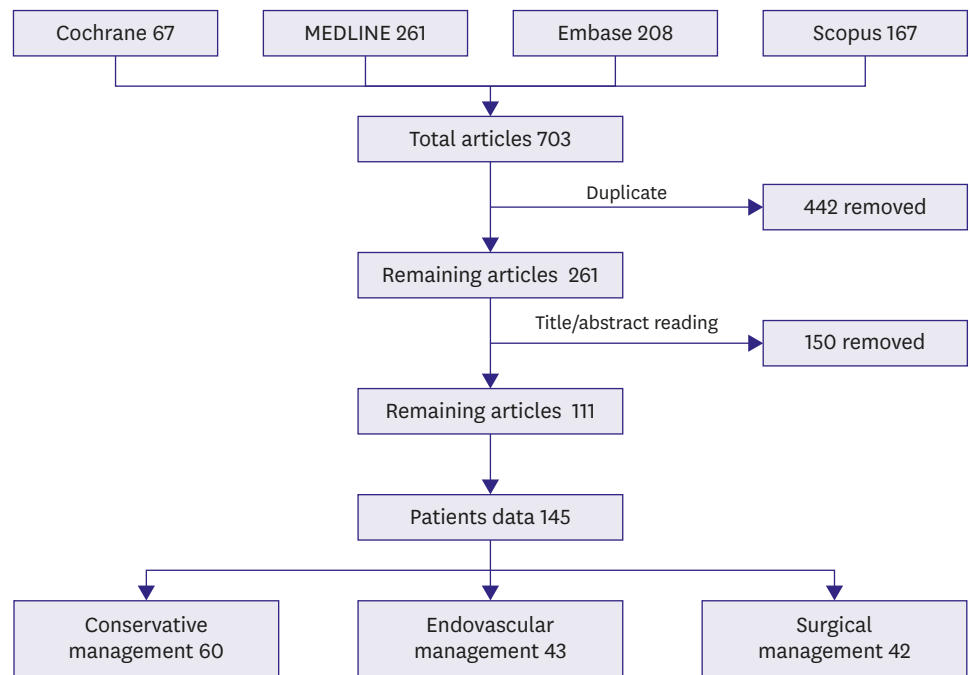 Cochrane 67
MEDLINE 261
Embase 208
Scopus 167
Total articles 703
Duplicate
442 removed
Remaining articles 261
Title/abstract reading
150 removed
Remaining articles 111
Patients data 145
Conservative
management 60
Endovascular
management 43
Surgical
management 42